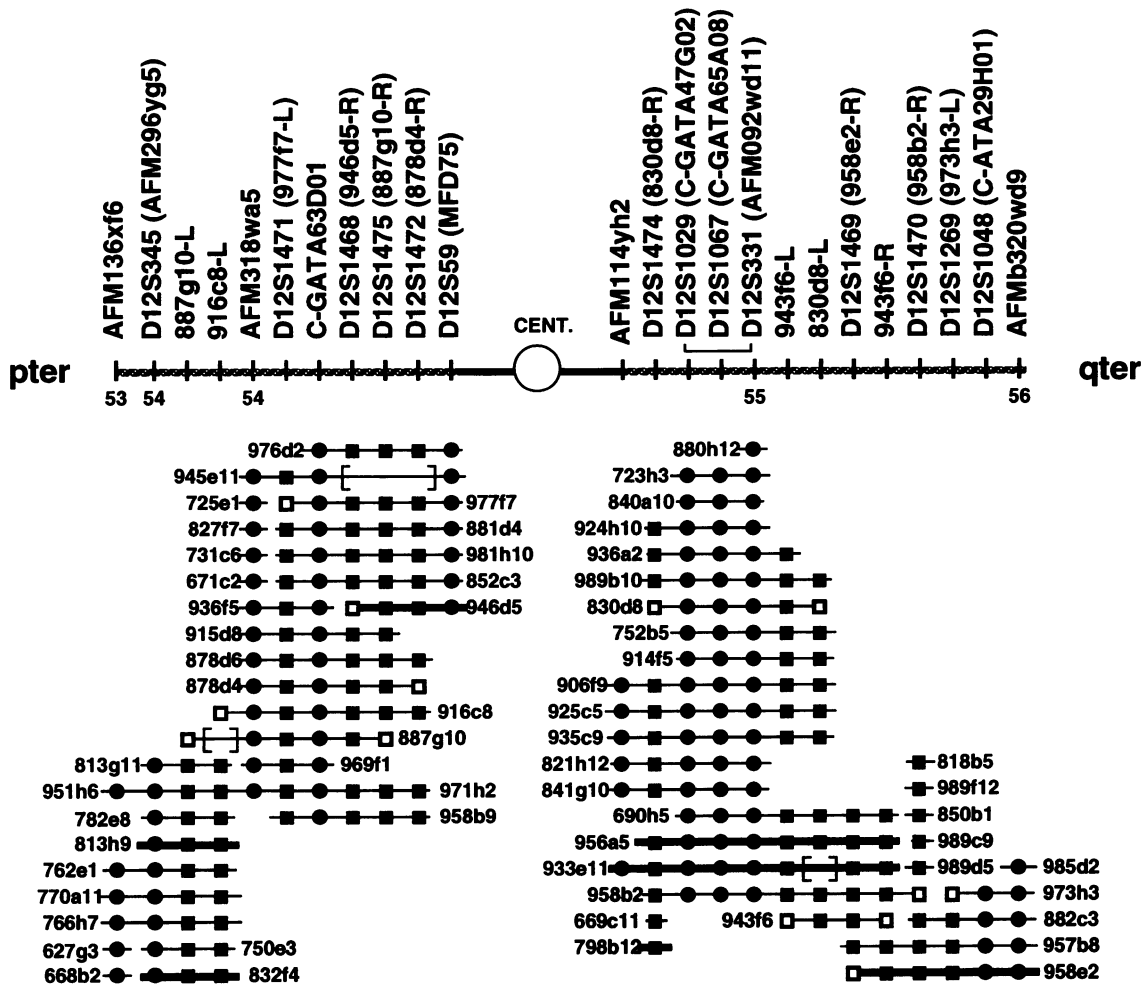 AFM136xf6
D12S345 (AFM296yg5)
887g10-L
916c8-L
AFM318wa5
D12S1471 (977f7-L)
C-GATA63D01
D12S1468 (946d5-R)
D12S1475 (887g10-R)
D12S1472 (878d4-R)
D12S59 (MFD75)
CENT.
AFM114yh2
D12S1474 (830d8-R)
D12S1029 (C-GATA47G02)
D12S1067 (C-GATA65A08)
D12S331 (AFM092wd11)
943f6-L
830d8-L
D12S1469 (958e2-R)
943f6-R
D12S1470 (958b2-R)
D12S1269 (973h3-L)
D12S1048 (C-ATA29H01)
AFMb320wd9
pter qter
53 54 54 55 56
976d2 880h12
945e11 723h3
725e1 977f7 840a10
827f7 881d4 924h10
731c6 981h10 936a2
671c2 852c3 989b10
936f5 946d5 830d8
915d8 752b5
878d6 914f5
878d4 906f9
916c8 925c5
887g10 935c9
813g11 969f1 821h12 818b5
951h6 971h2 841g10 989f12
782e8 958b9 690h5 850b1
813h9 956a5 989c9
762e1 933e11 989d5 985d2
770a11 958b2 973h3
766h7 669c11 943f6 882c3
627g3 750e3 798b12 957b8
668b2 832f4 958e2